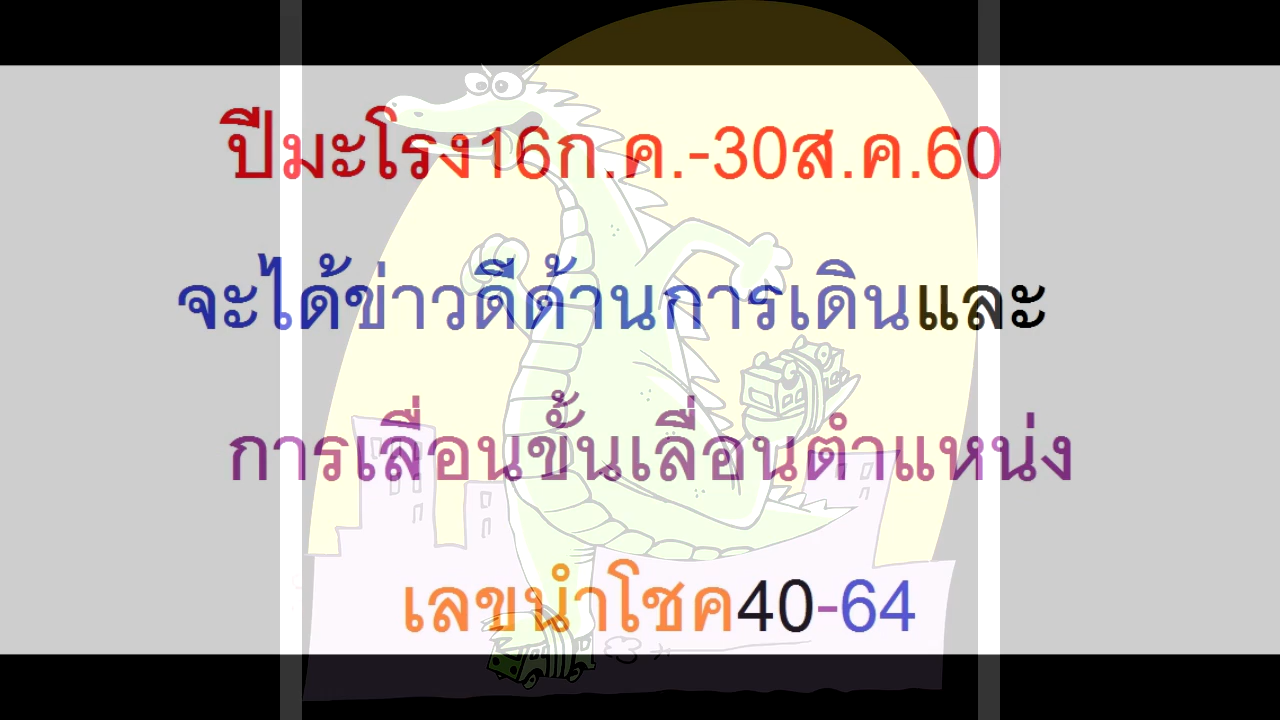 ปีมะโรง16ก.ค.-30ส.ค.60
จะได้ข่าวดีด้านการเดินและ
การเลื่อนขั้นเลื่อนตำแหน่ง
เลขนำโชค40-64